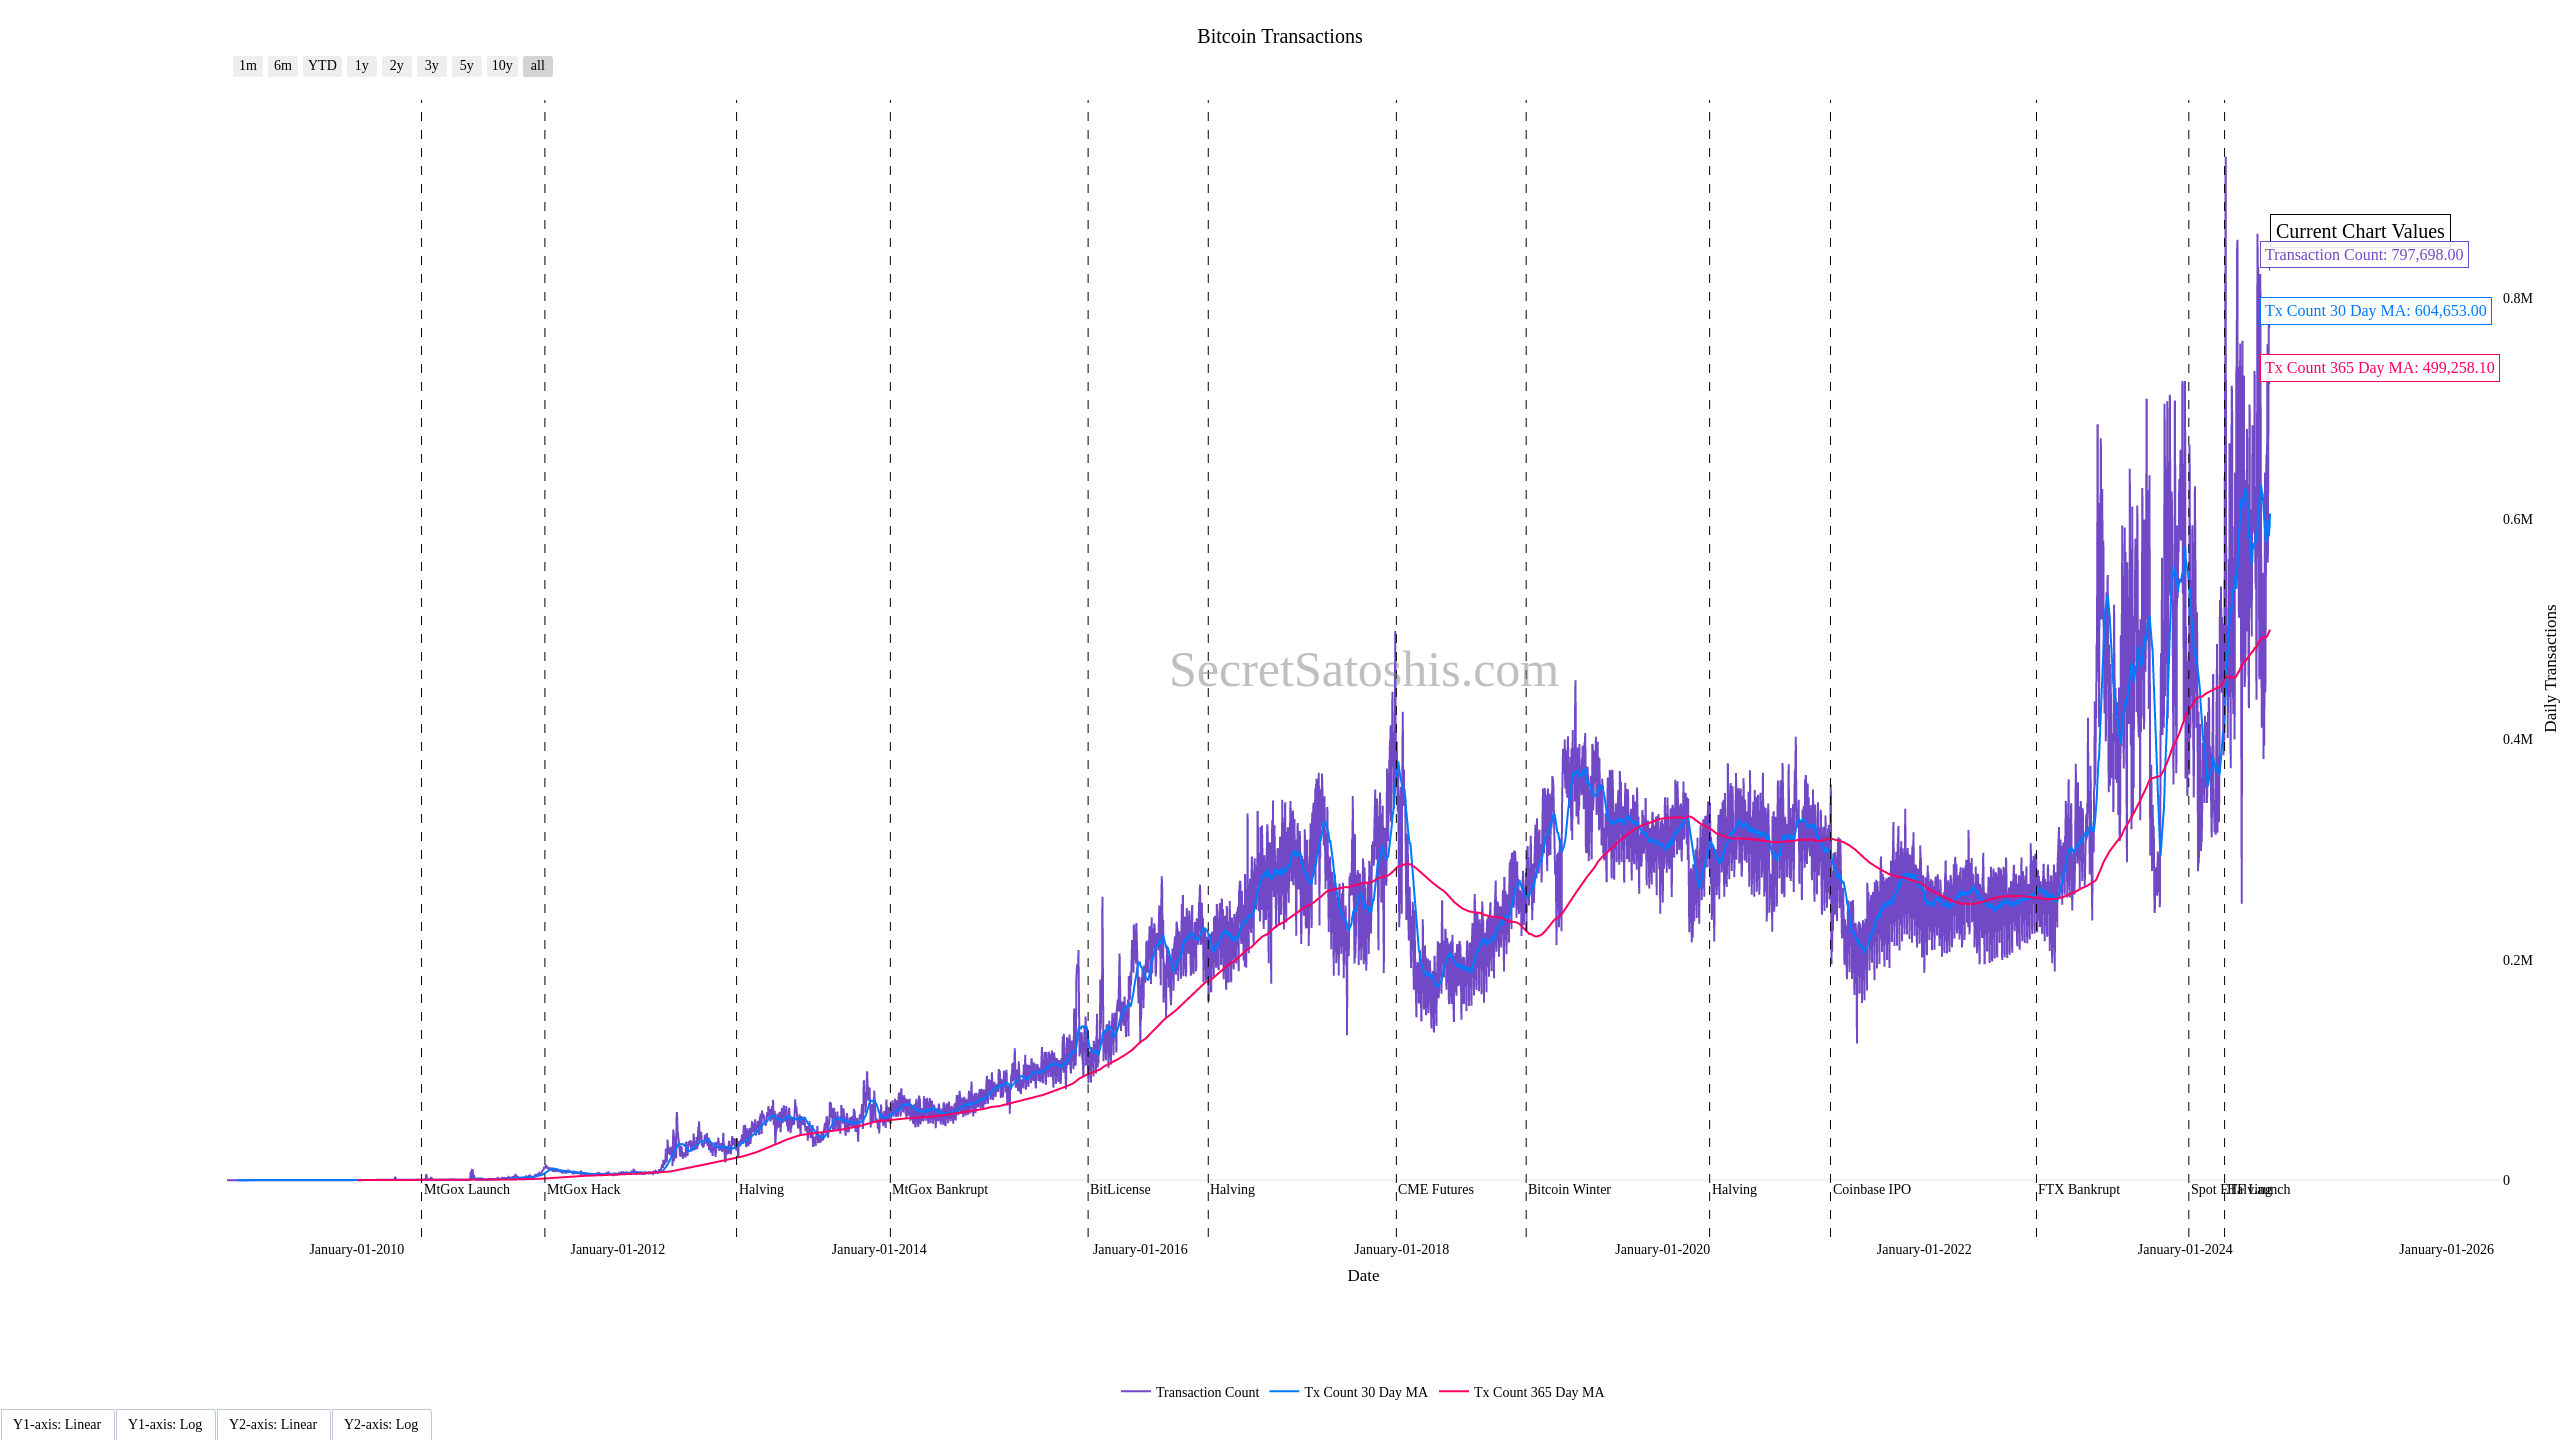 Bitcoin Transactions
1m 6m YTD 1y 2y 3y 5y 10y all
Current Chart Values
Transaction Count: 797,698.00
Tx Count 30 Day MA: 604,653.00
Tx Count 365 Day MA: 499,258.10
0.8M
0.6M
0.4M
0.2M
0
Daily Transactions
SecretSatoshis.com
MtGox Launch MtGox Hack Halving MtGox Bankrupt BitLicense Halving CME Futures Bitcoin Winter Halving Coinbase IPO FTX Bankrupt Spot ETF Launch Halving
January-01-2010 January-01-2012 January-01-2014 January-01-2016 January-01-2018 January-01-2020 January-01-2022 January-01-2024 January-01-2026
Date
Transaction Count Tx Count 30 Day MA Tx Count 365 Day MA
Y1-axis: Linear Y1-axis: Log Y2-axis: Linear Y2-axis: Log